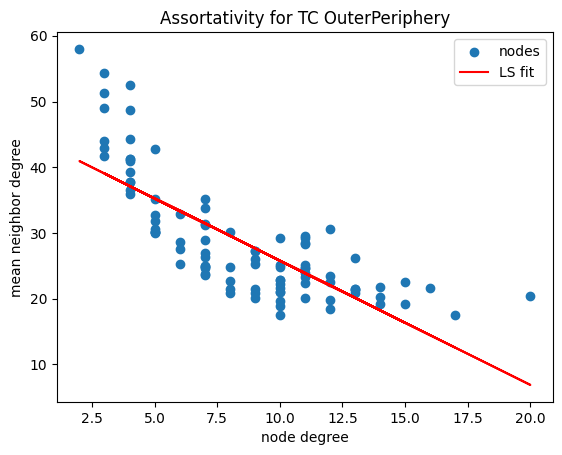 Assortativity for TC OuterPeriphery
nodes
LS fit
mean neighbor degree
60
50
40
30
20
10
2.5 5.0 7.5 10.0 12.5 15.0 17.5 20.0
node degree